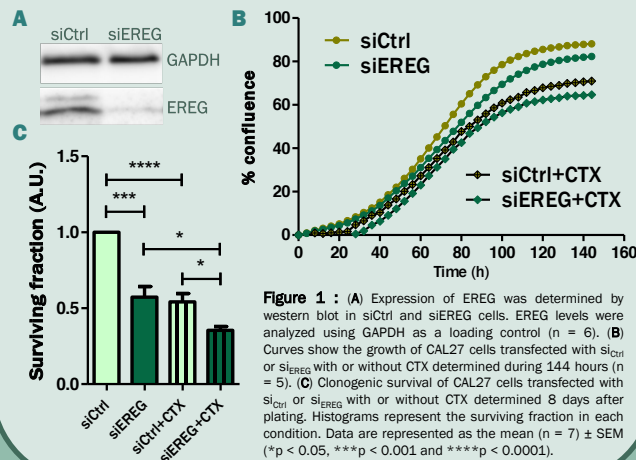 A
siCtrl siEREG
GAPDH
EREG
B
siCtrl
siEREG
siCtrl+CTX
siEREG+CTX
% confluence
100
80
60
40
20
0
0 20 40 60 80 100 120 140 160
Time (h)
C
Surviving fraction (A.U.)
1.5
1.0
0.5
0.0
****
***
*
*
siCtrl
siEREG
siCtrl+CTX
siEREG+CTX
Figure 1 : (A) Expression of EREG was determined by
western blot in siCtrl and siEREG cells. EREG levels were
analyzed using GAPDH as a loading control (n = 6). (B)
Curves show the growth of CAL27 cells transfected with siCtrl
or siEREG with or without CTX determined during 144 hours (n
= 5). (C) Clonogenic survival of CAL27 cells transfected with
siCtrl or siEREG with or without CTX determined 8 days after
plating. Histograms represent the surviving fraction in each
condition. Data are represented as the mean (n = 7) ± SEM
(*p < 0.05, ***p < 0.001 and ****p < 0.0001).